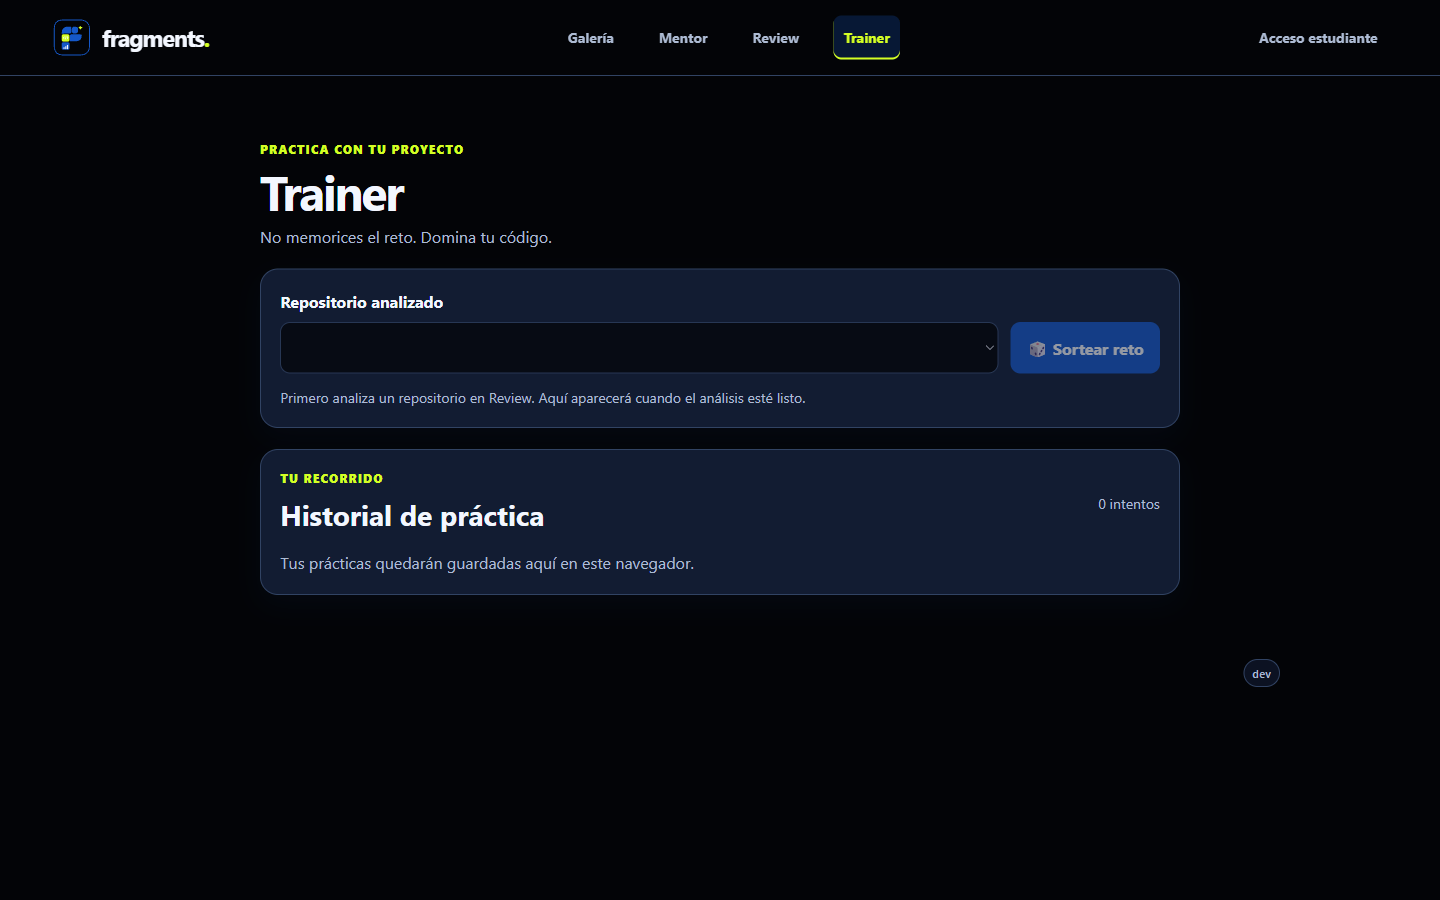 fragments.
Galería
Mentor
Review
Trainer
Acceso estudiante
PRACTICA CON TU PROYECTO
Trainer
No memorices el reto. Domina tu código.
Repositorio analizado
Sortear reto
Primero analiza un repositorio en Review. Aquí aparecerá cuando el análisis esté listo.
TU RECORRIDO
Historial de práctica
0 intentos
Tus prácticas quedarán guardadas aquí en este navegador.
dev